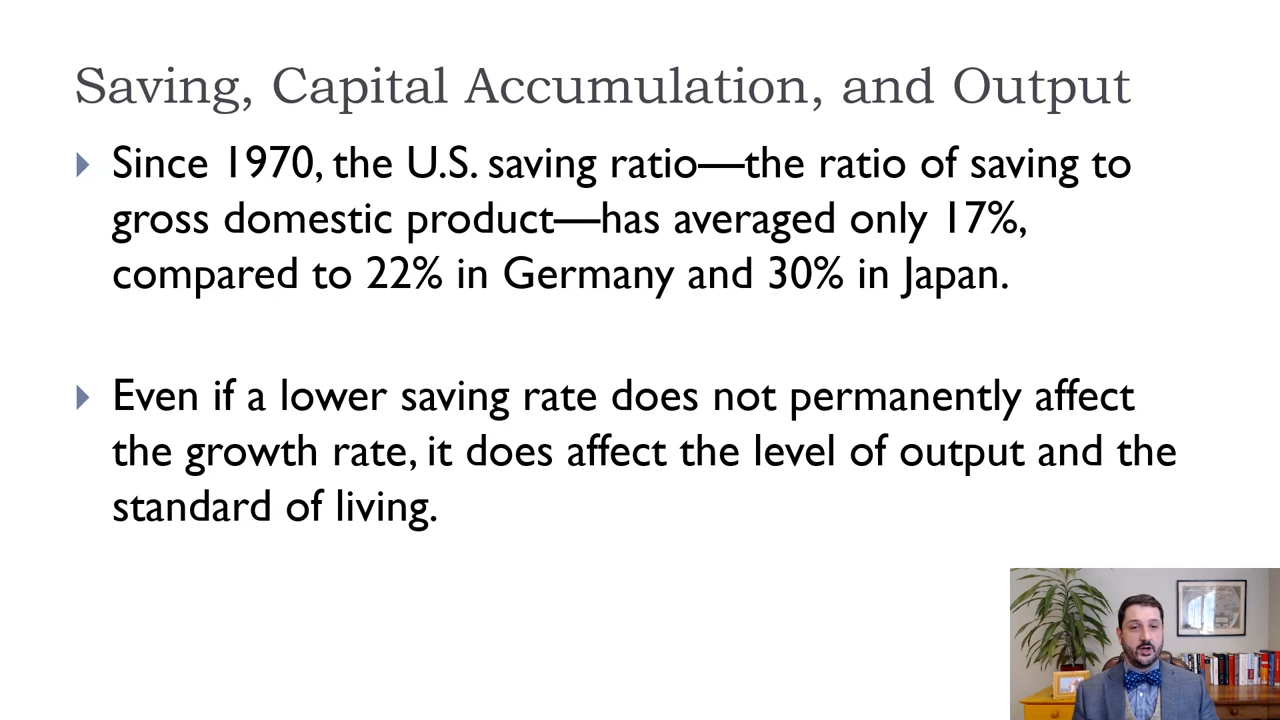 Saving, Capital Accumulation, and Output
Since 1970, the U.S. saving ratio—the ratio of saving to
gross domestic product—has averaged only 17%,
compared to 22% in Germany and 30% in Japan.
Even if a lower saving rate does not permanently affect
the growth rate, it does affect the level of output and the
standard of living.